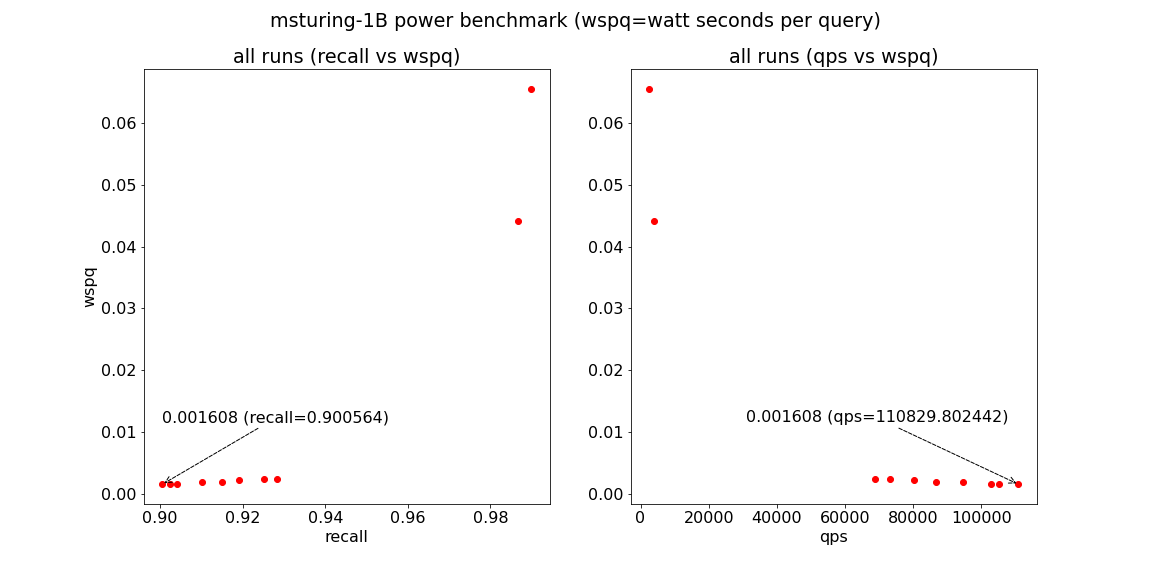 msturing-1B power benchmark (wspq=watt seconds per query)
all runs (recall vs wspq)
0.06
0.05
0.04
0.03
0.02
0.01
0.00
wspq
0.001608 (recall=0.900564)
0.90 0.92 0.94 0.96 0.98
recall
all runs (qps vs wspq)
0.06
0.05
0.04
0.03
0.02
0.01
0.00
0.001608 (qps=110829.802442)
0 20000 40000 60000 80000 100000
qps